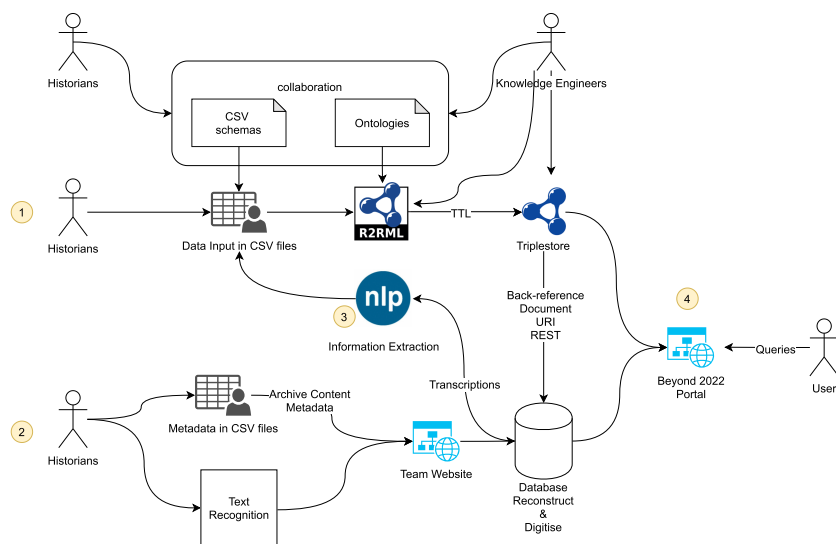 Historians
Knowledge Engineers
collaboration
CSV
schemas
Ontologies
1
Historians
Data Input in CSV files
R2RML
TTL
Triplestore
nlp
3
Information Extraction
Back-reference
Document
URI
REST
4
Beyond 2022
Portal
Queries
User
Transcriptions
2
Historians
Metadata in CSV files
Archive Content
Metadata
Text
Recognition
Team Website
Database
Reconstruct
&
Digitise